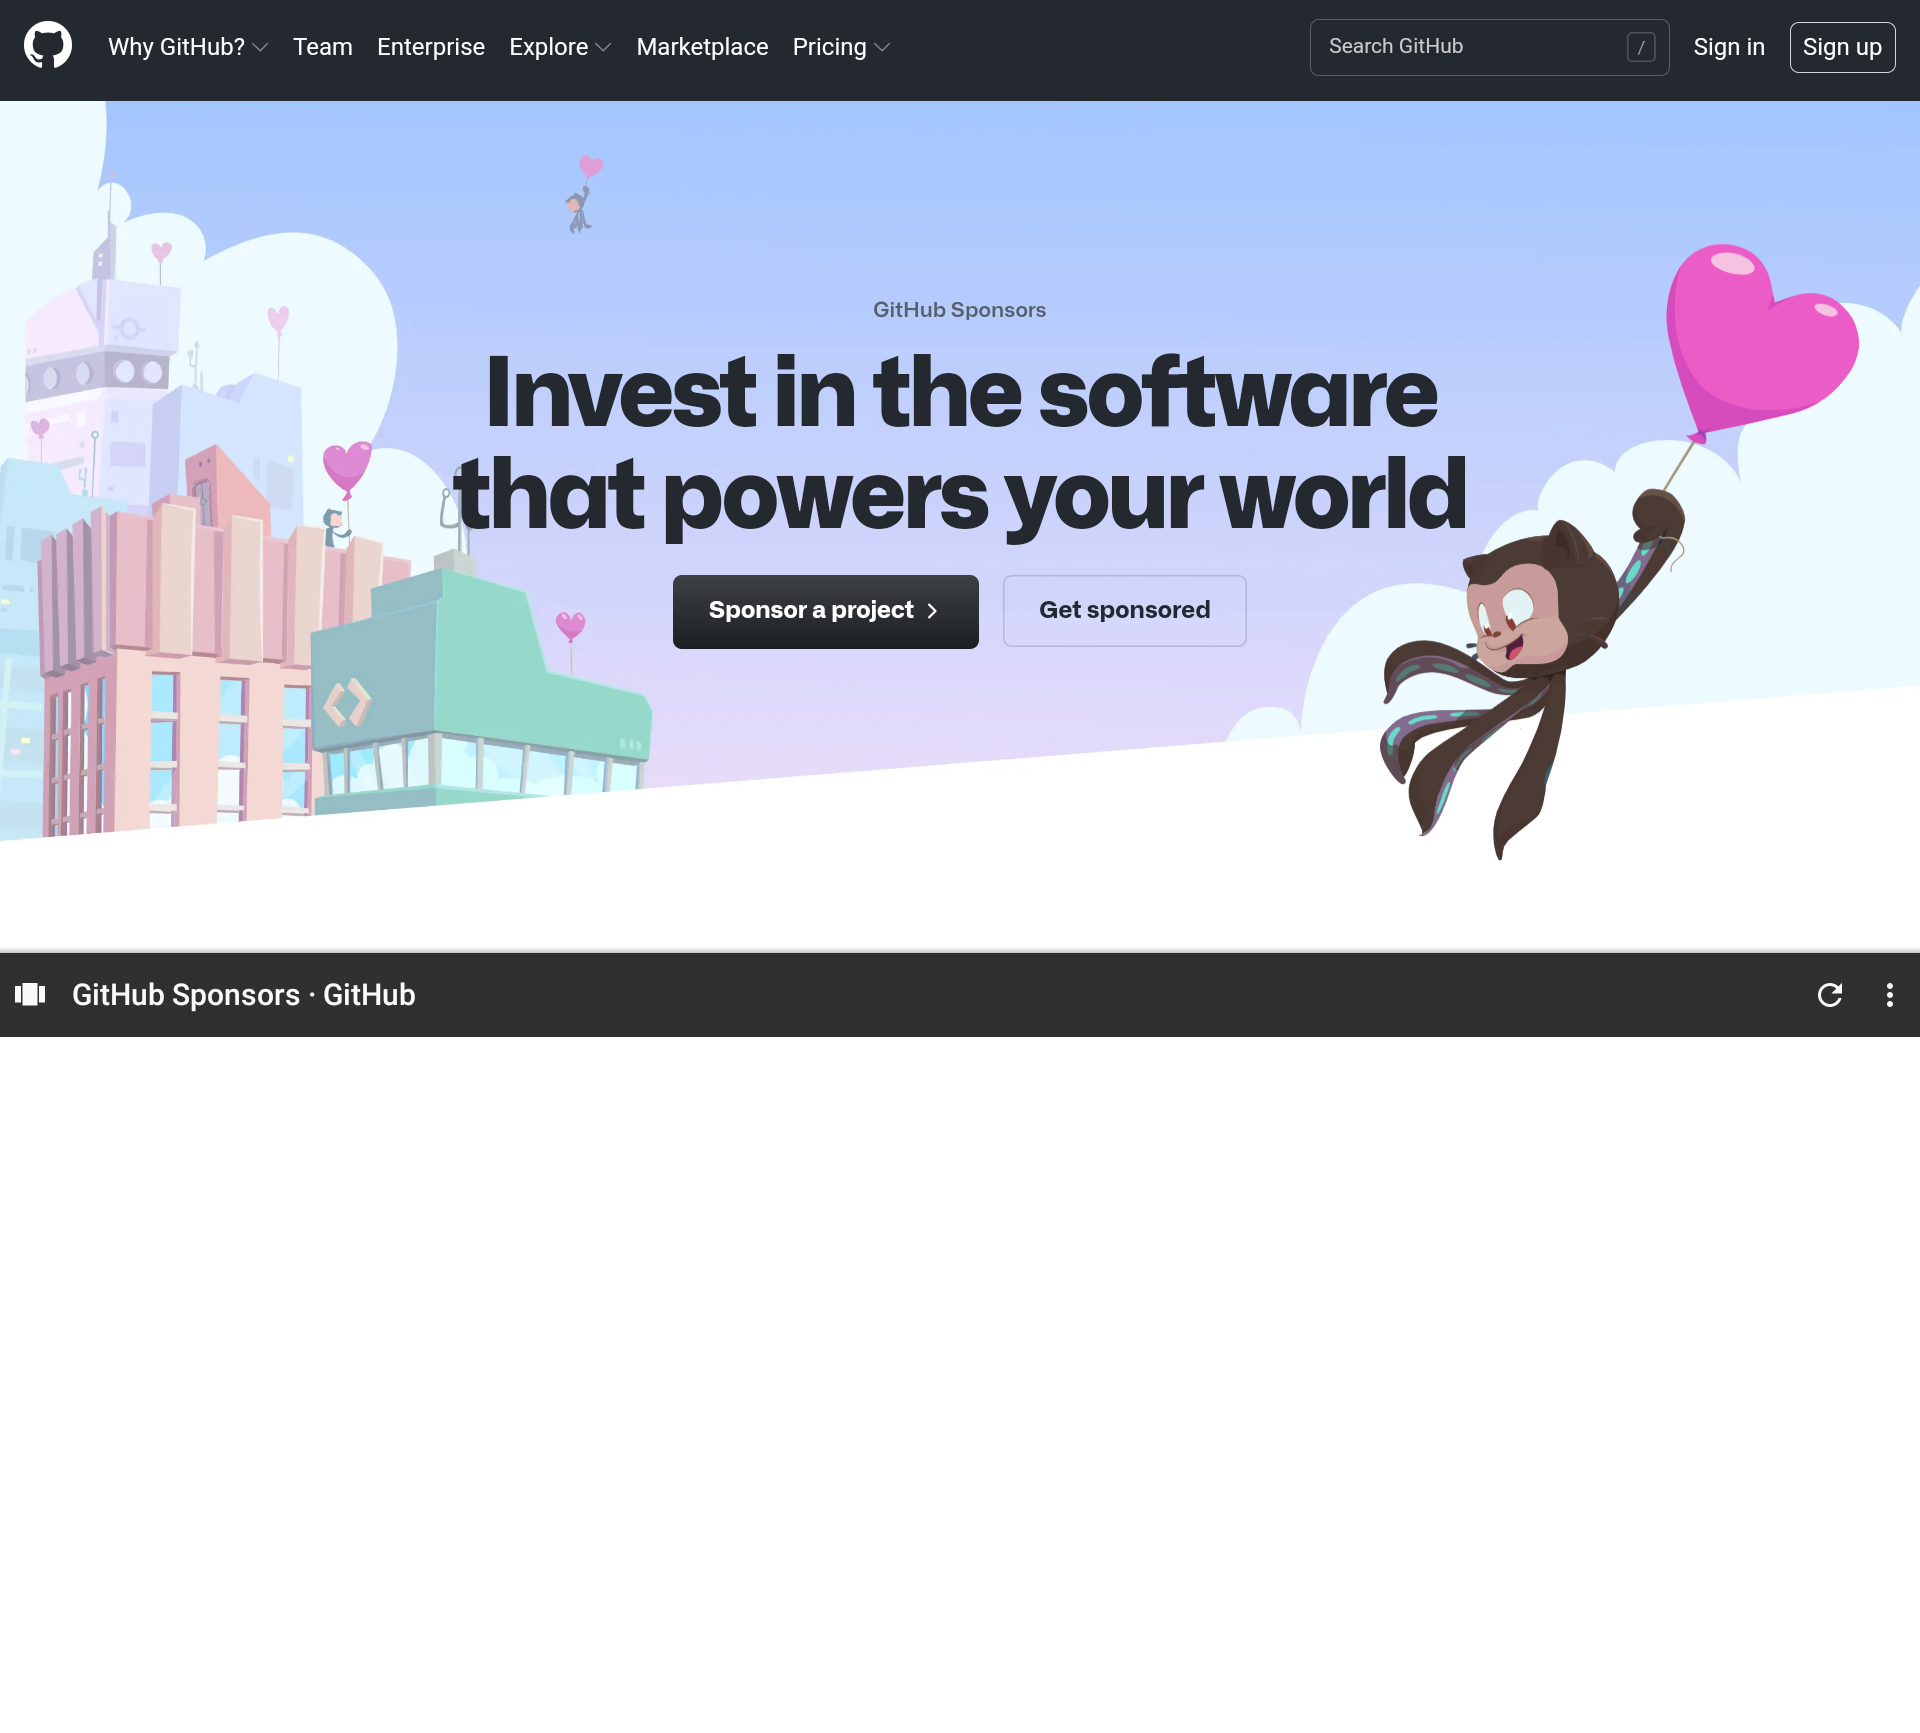 Why GitHub? Team Enterprise Explore Marketplace Pricing Search GitHub / Sign in Sign up
GitHub Sponsors
Invest in the software
that powers your world
Sponsor a project Get sponsored
GitHub Sponsors · GitHub